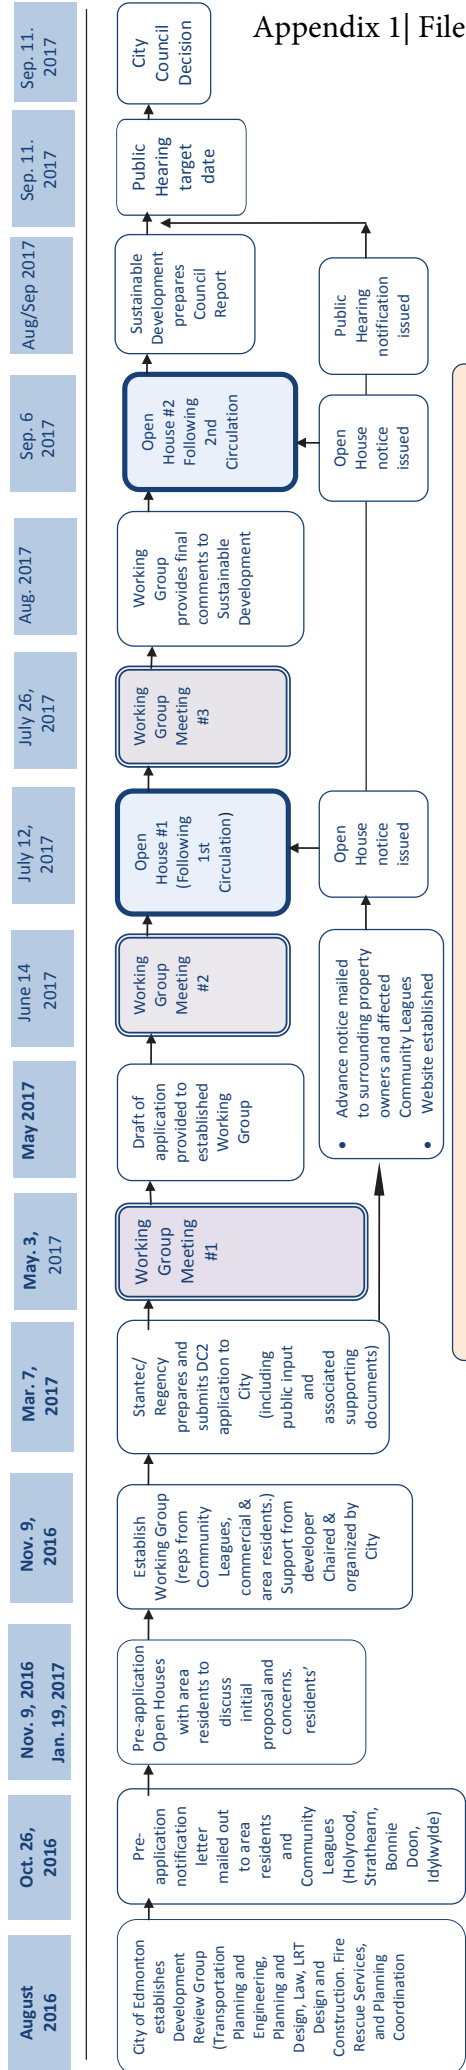 Appendix 1| File
August
2016
Oct. 26,
2016
Nov. 9, 2016
Jan. 19, 2017
Nov. 9,
2016
Mar. 7,
2017
May. 3,
2017
May 2017
June 14
2017
July 12,
2017
July 26,
2017
Aug. 2017
Sep. 6
2017
Aug/Sep 2017
Sep. 11.
2017
Sep. 11.
2017
City of Edmonton
establishes
Development
Review Group
(Transportation
Planning and
Engineering,
Planning and
Design, Law, LRT
Design and
Construction. Fire
Rescue Services,
and Planning
Coordination
Pre-
application
notification
letter
mailed out
to area
residents
and
Community
Leagues
(Holyrood,
Strathearn,
Bonnie
Doon,
Idylwylde)
Pre-application
Open Houses
with area
residents to
discuss
initial
proposal and
concerns.
residents’
Establish
Working Group
(reps from
Community
Leagues,
commercial &
area residents.)
Support from
developer
Chaired &
organized by
City
Stantec/
Regency
prepares and
submits DC2
application to
City
(including
public input
and
associated
supporting
documents)
Working
Group
Meeting
#1
Draft of
application
provided to
established
Working
Group
Working
Group
Meeting
#2
Open
House #1
(Following
1st
Circulation)
Working
Group
Meeting
#3
Working
Group
provides final
comments to
Sustainable
Development
Open
House #2
Following
2nd
Circulation
Sustainable
Development
prepares
Council
Report
Public
Hearing
target
date
City
Council
Decision
• Advance notice mailed
to surrounding property
owners and affected
Community Leagues
• Website established
Open
House
notice
issued
Open
House
notice
issued
Public
Hearing
notification
issued